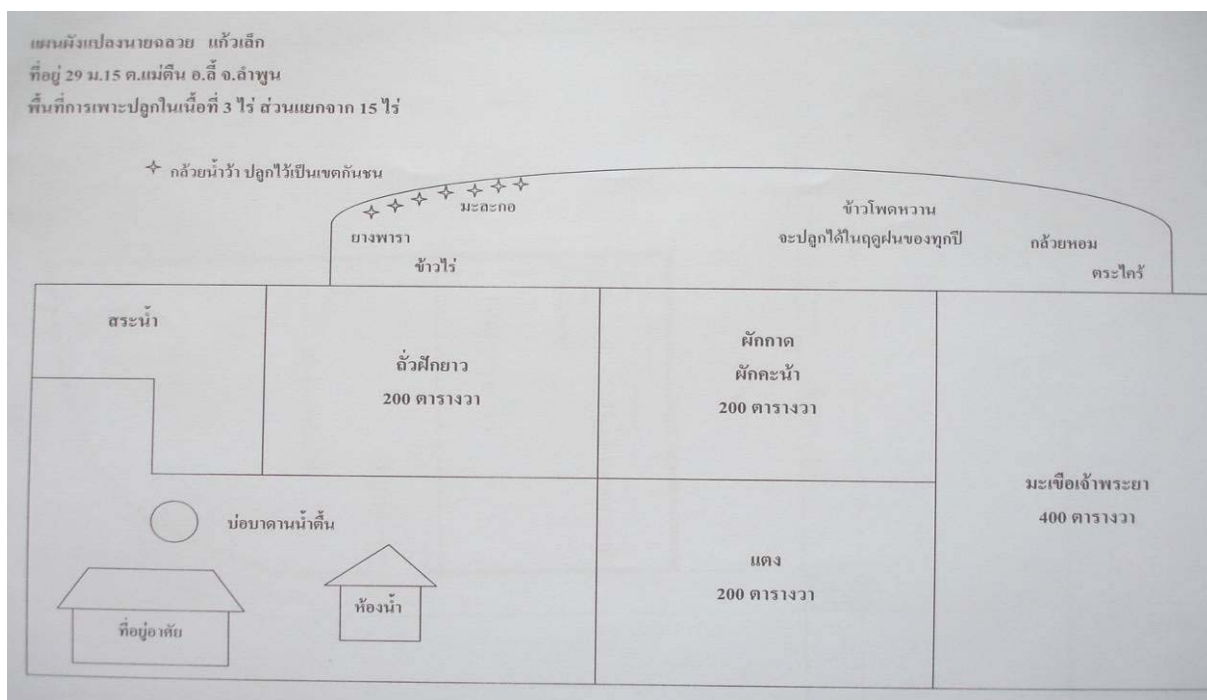 แผนผังแปลงนายฉลวย แก้วเล็ก
ที่อยู่ 29 ม.15 ต.แม่ตืน อ.ลี้ จ.ลำพูน
พื้นที่การเพาะปลูกในเนื้อที่ 3 ไร่ ส่วนแยกจาก 15 ไร่
กล้วยน้ำว้า ปลูกไว้เป็นเขตกันชน
มะละกอ
ยางพารา
ข้าวไร่
ข้าวโพดหวาน
จะปลูกได้ในฤดูฝนของทุกปี
กล้วยหอม
ตระไคร้
สระน้ำ
ถั่วฝักยาว
200 ตารางวา
ผักกาด
ผักคะน้า
200 ตารางวา
มะเขือเจ้าพระยา
400 ตารางวา
บ่อบาดานน้ำตื้น
ห้องน้ำ
ที่อยู่อาศัย
แตง
200 ตารางวา